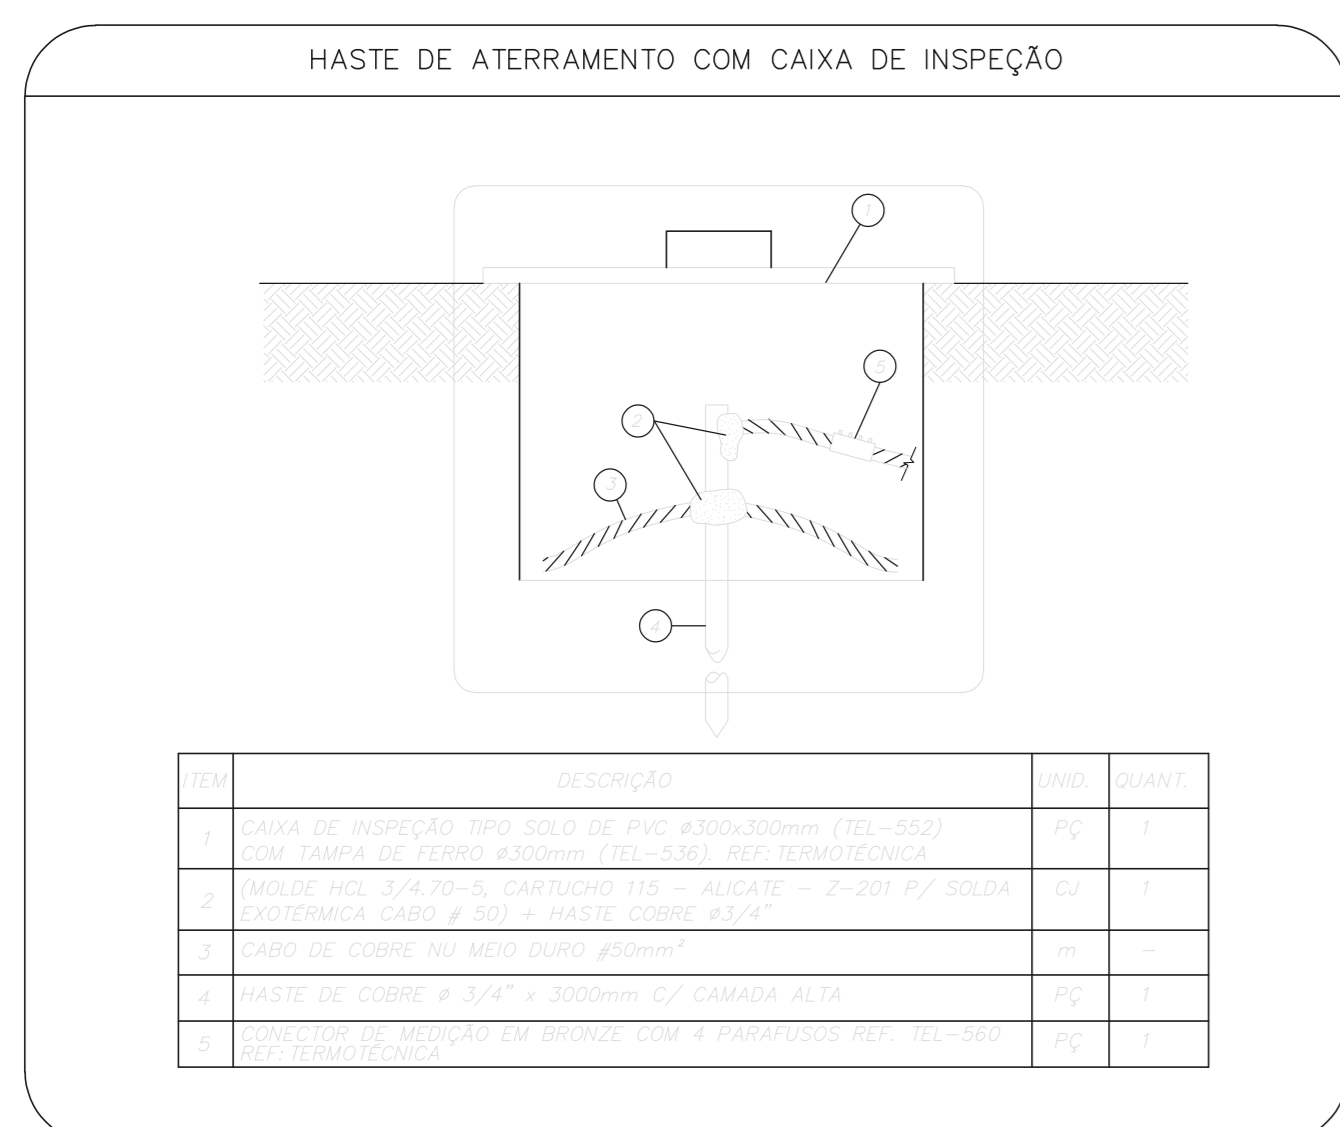 HASTE DE ATERRAMENTO COM CAIXA DE INSPEÇÃO
1
5
2
3
4
ITEM DESCRIÇÃO UNID. QUANT.
1 CAIXA DE INSPEÇÃO TIPO SOLO DE PVC ø300x300mm (TEL-552) PÇ 1
COM TAMPA DE FERRO ø300mm (TEL-536). REF: TERMOTÉCNICA
2 (MOLDE HCL 3/4.70-5, CARTUCHO 115 - ALICATE - Z-201 P/ SOLDA CJ 1
EXOTÉRMICA CABO # 50) + HASTE COBRE ø3/4"
3 CABO DE COBRE NU MEIO DURO #50mm² m -
4 HASTE DE COBRE ø 3/4" x 3000mm C/ CAMADA ALTA PÇ 1
5 CONECTOR DE MEDIÇÃO EM BRONZE COM 4 PARAFUSOS REF. TEL-560 PÇ 1
REF: TERMOTÉCNICA